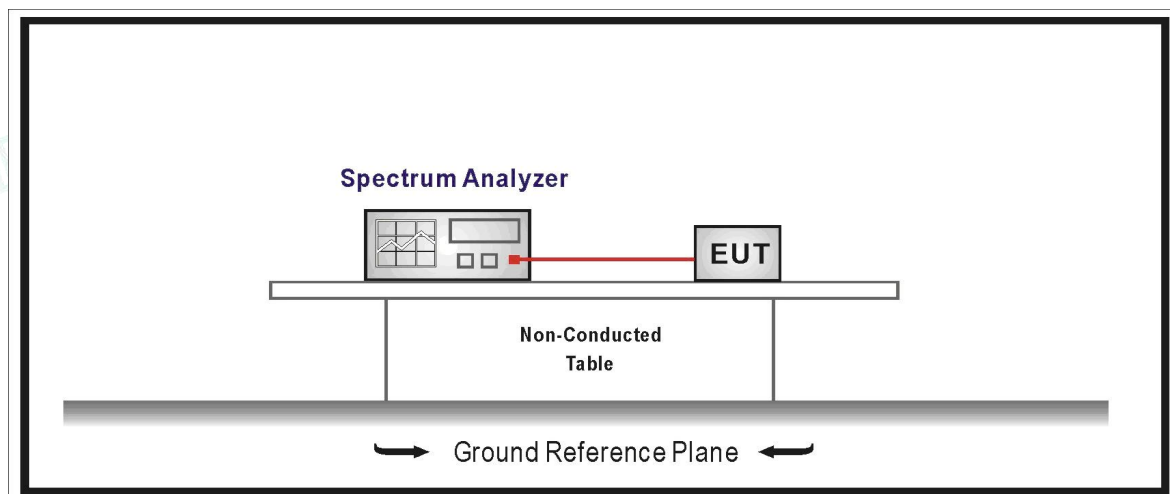 Spectrum Analyzer
EUT
Non-Conducted
Table
Ground Reference Plane